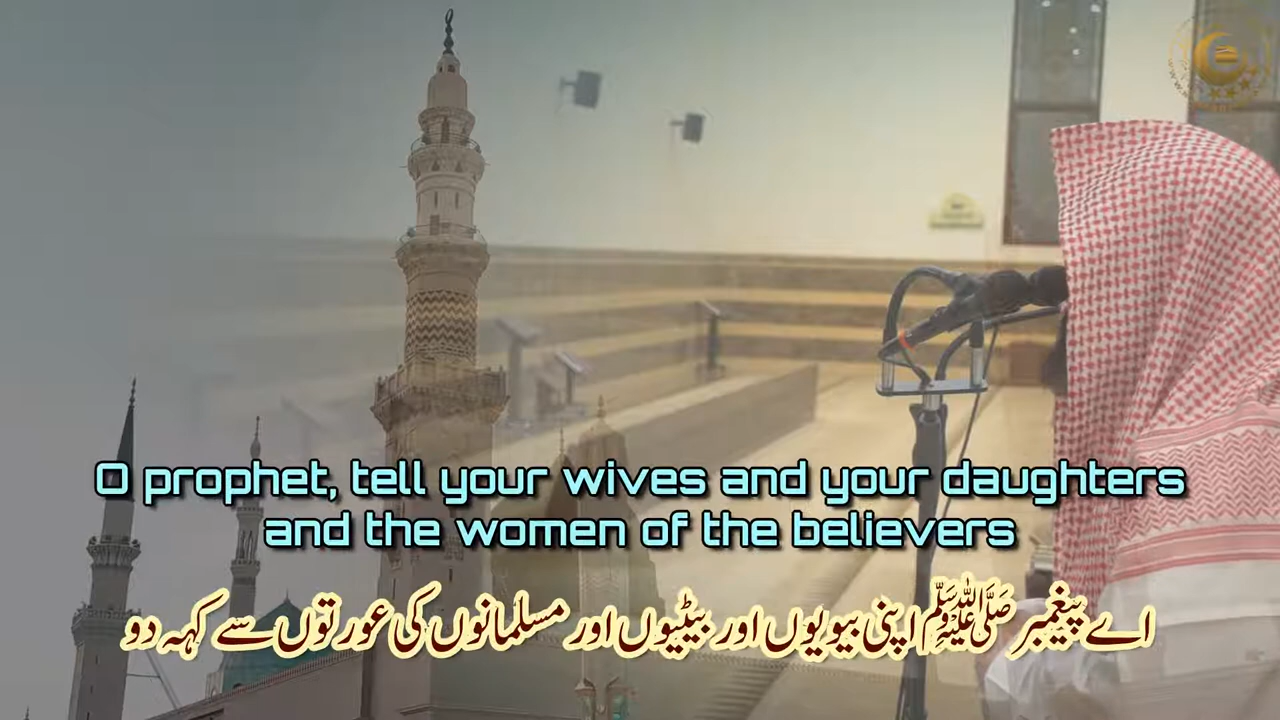 O prophet, tell your wives and your daughters
and the women of the believers
اے پیغمبر ﷺ اپنی بیویوں اور بیٹیوں اور مسلمانوں کی عورتوں سے کہہ دو